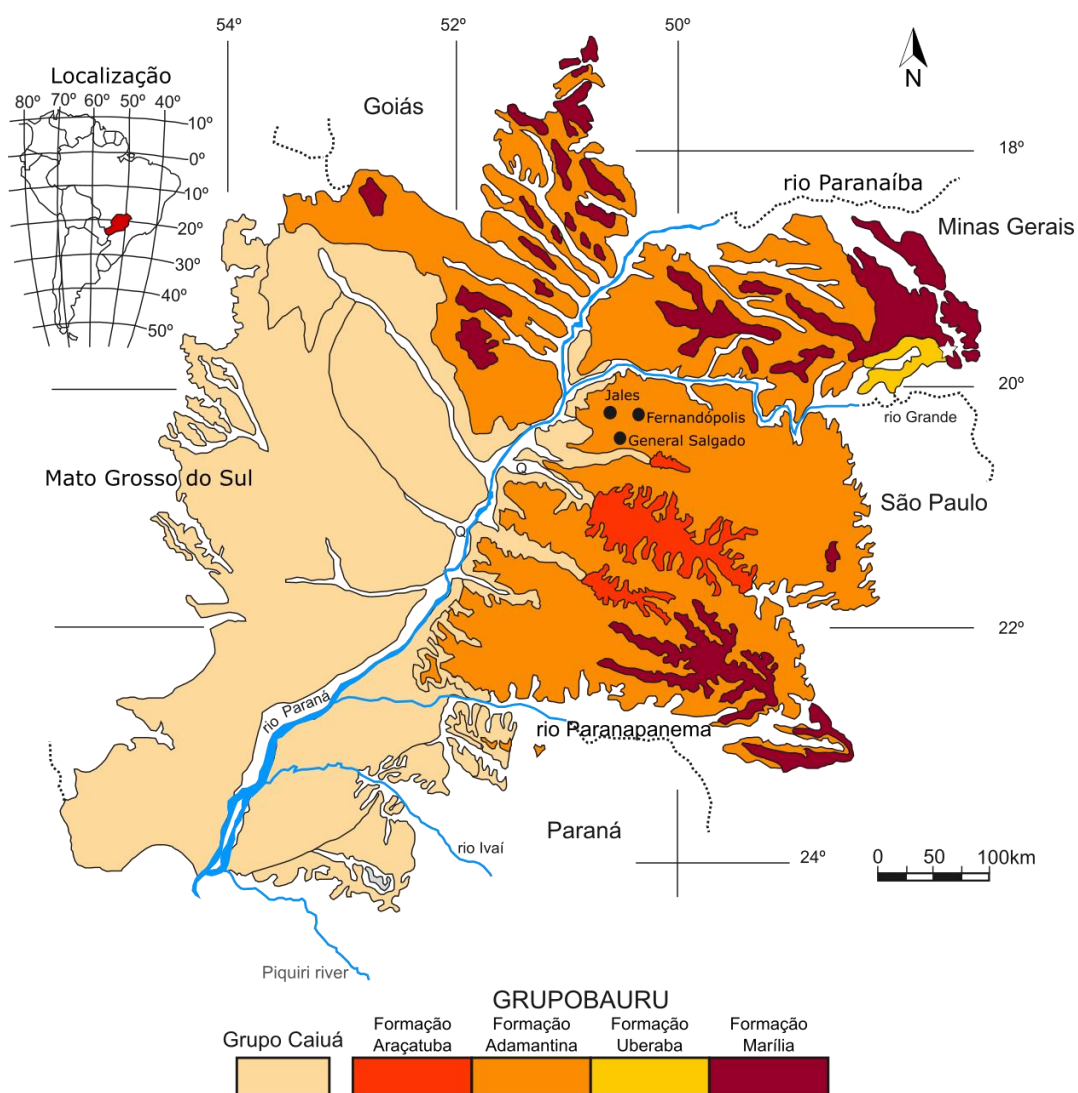 54º
52º
50º
Localização
80º
70º
60º
50º
40º
10º
0º
10º
20º
30º
40º
50º
N
Goiás
18º
rio Paranaíba
Minas Gerais
20º
rio Grande
Jales
Fernandópolis
General Salgado
Q
Mato Grosso do Sul
São Paulo
Q
22º
rio Paraná
rio Paranapanema
Paraná
rio Ivaí
24º
0 50 100km
Piquiri river
GRUPOBAURU
Grupo Caiuá
Formação
Araçatuba
Formação
Adamantina
Formação
Uberaba
Formação
Marília